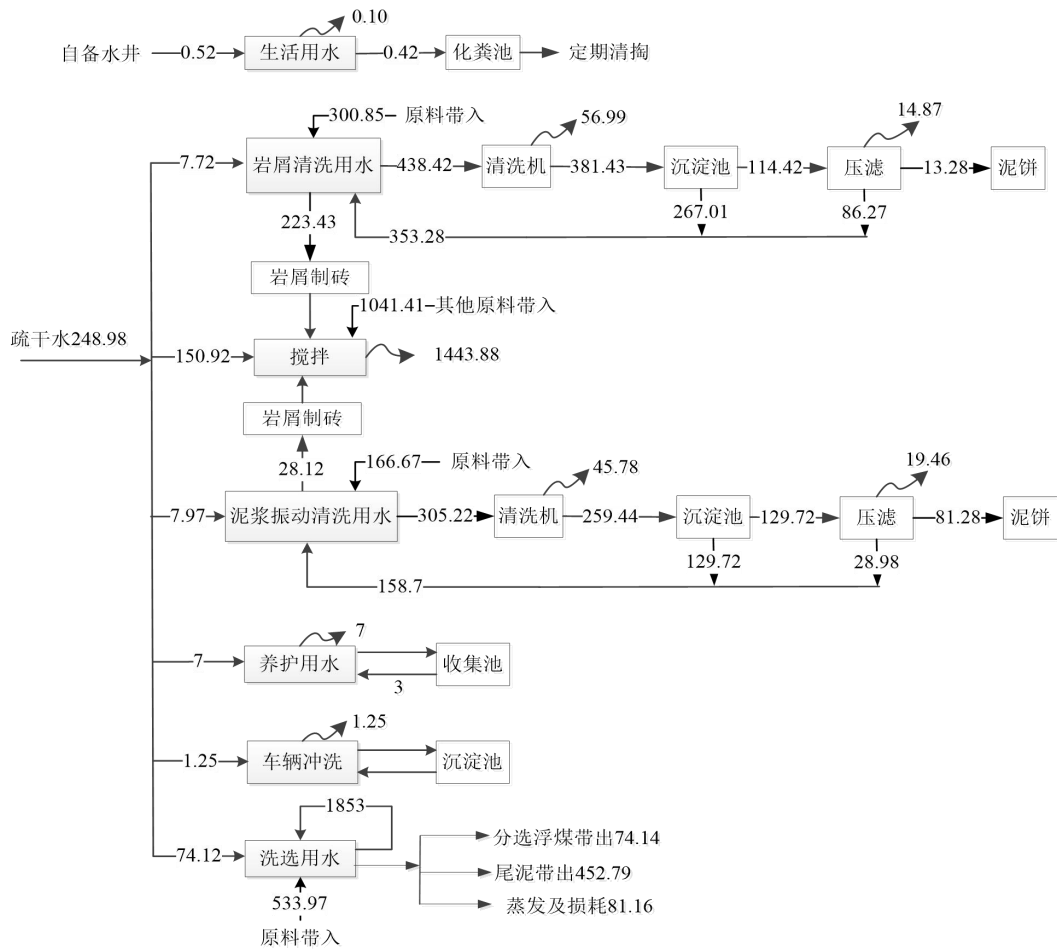 0.10
自备水井 0.52 生活用水 0.42 化粪池 定期清掏
300.85 原料带入 56.99 14.87
7.72 岩屑清洗用水 438.42 清洗机 381.43 沉淀池 114.42 压滤 13.28 泥饼
223.43 267.01 86.27
353.28
岩屑制砖
1041.41 其他原料带入
疏干水248.98
150.92 搅拌 1443.88
岩屑制砖
28.12 166.67 原料带入 45.78 19.46
7.97 泥浆振动清洗用水 305.22 清洗机 259.44 沉淀池 129.72 压滤 81.28 泥饼
129.72 28.98
158.7
7
7 养护用水 收集池
3
1.25
1.25 车辆冲洗 沉淀池
1853
分选浮煤带出74.14
74.12 洗选用水
尾泥带出452.79
533.97 蒸发及损耗81.16
原料带入